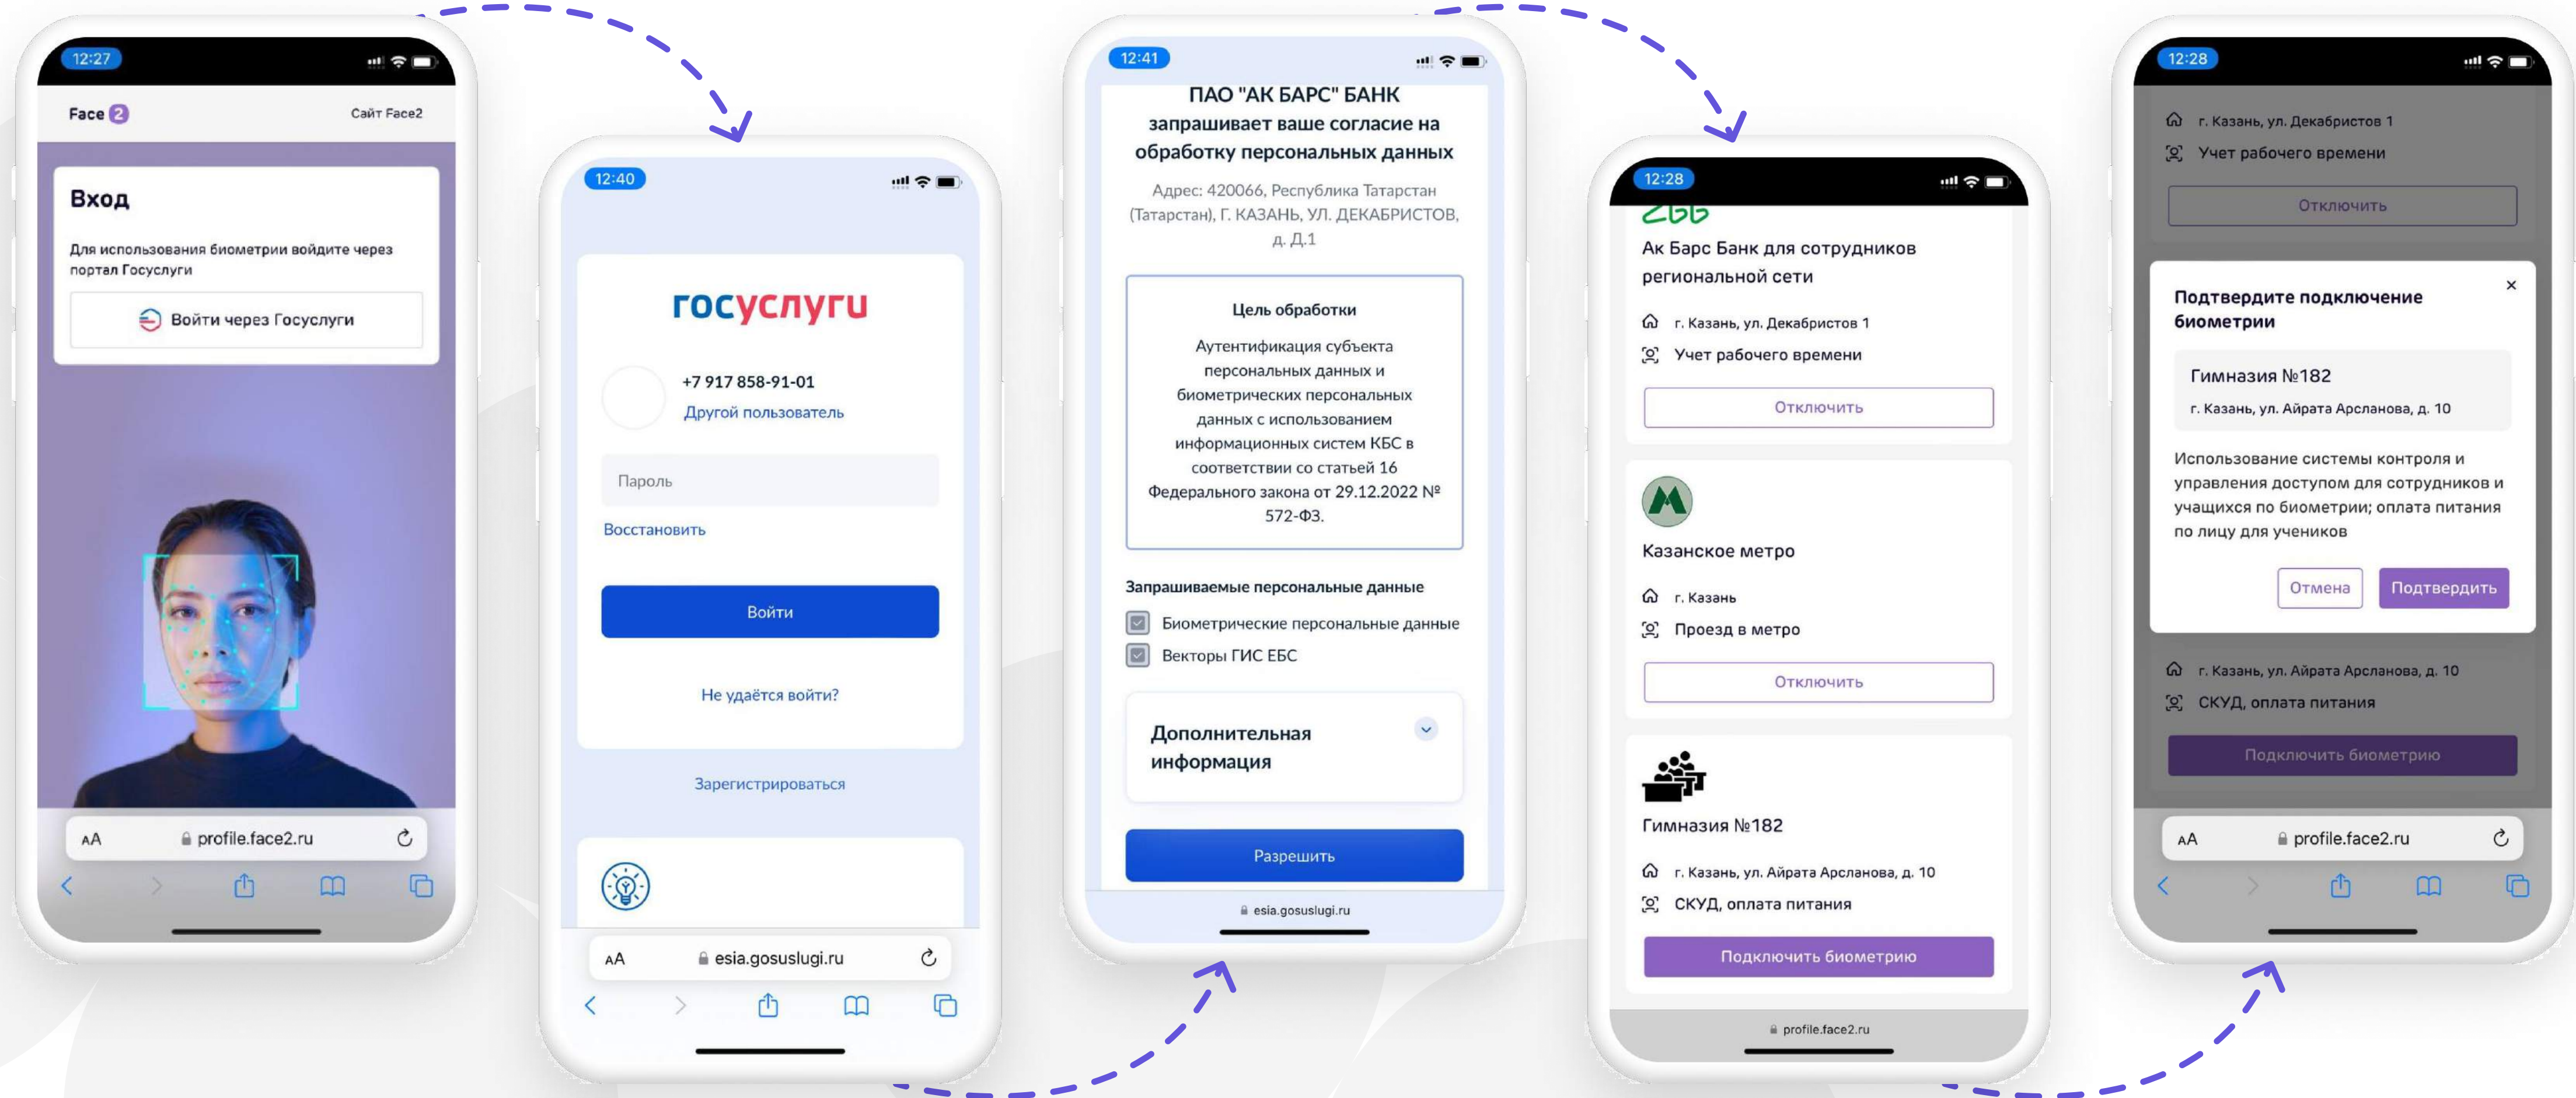 12:27
Face 2
Сайт Face2
Вход
Для использования биометрии войдите через
портал Госуслуги
Войти через Госуслуги
AA
profile.face2.ru
12:40
госуслуги
+7 917 858-91-01
Другой пользователь
Пароль
Восстановить
Войти
Не удаётся войти?
Зарегистрироваться
AA
esia.gosuslugi.ru
12:41
ПАО "АК БАРС" БАНК
запрашивает ваше согласие на
обработку персональных данных
Адрес: 420066, Республика Татарстан
(Татарстан), Г. КАЗАНЬ, УЛ. ДЕКАБРИСТОВ,
д. Д.1
Цель обработки
Аутентификация субъекта
персональных данных и
биометрических персональных
данных с использованием
информационных систем КБС в
соответствии со статьей 16
Федерального закона от 29.12.2022 №
572-ФЗ.
Запрашиваемые персональные данные
Биометрические персональные данные
Векторы ГИС ЕБС
Дополнительная
информация
Разрешить
esia.gosuslugi.ru
12:28
Ак Барс Банк для сотрудников
региональной сети
г. Казань, ул. Декабристов 1
Учет рабочего времени
Отключить
Казанское метро
г. Казань
Проезд в метро
Отключить
Гимназия №182
г. Казань, ул. Айрата Арсланова, д. 10
СКУД, оплата питания
Подключить биометрию
profile.face2.ru
12:28
г. Казань, ул. Декабристов 1
Учет рабочего времени
Отключить
Подтвердите подключение
биометрии
Гимназия №182
г. Казань, ул. Айрата Арсланова, д. 10
Использование системы контроля и
управления доступом для сотрудников и
учащихся по биометрии; оплата питания
по лицу для учеников
Отмена
Подтвердить
г. Казань, ул. Айрата Арсланова, д. 10
СКУД, оплата питания
Подключить биометрию
AA
profile.face2.ru